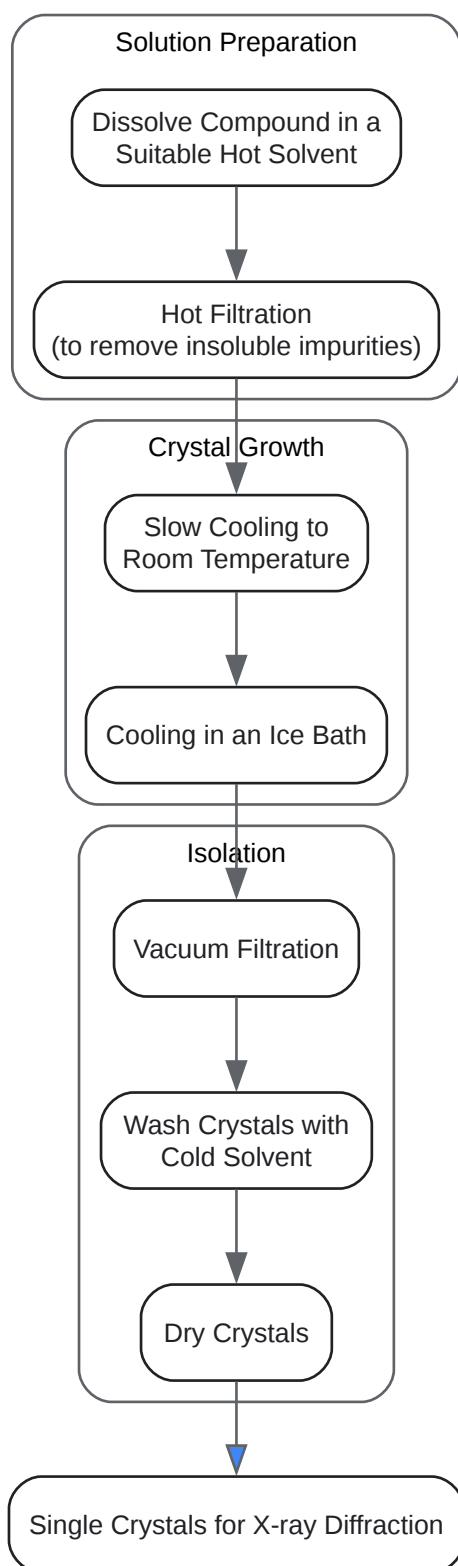 Solution Preparation
Dissolve Compound in a
Suitable Hot Solvent
Hot Filtration
(to remove insoluble impurities)
Crystal Growth
Slow Cooling to
Room Temperature
Cooling in an Ice Bath
Isolation
Vacuum Filtration
Wash Crystals with
Cold Solvent
Dry Crystals
Single Crystals for X-ray Diffraction